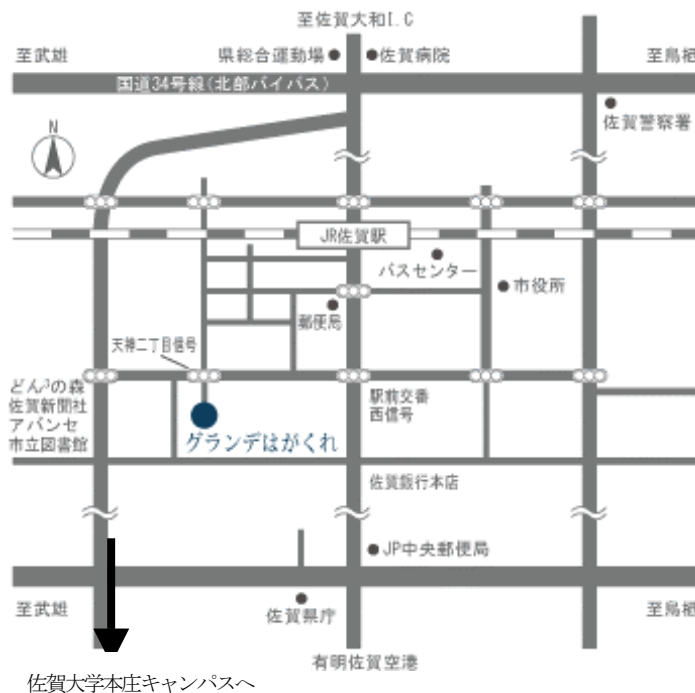 至佐賀大和I.C
至武雄
県総合運動場
佐賀病院
至鳥栖
国道34号線(北部バイパス)
佐賀警察署
N
JR佐賀駅
バスセンター
市役所
郵便局
天神二丁目信号
どん3の森
佐賀新聞社
アバンセ
市立図書館
駅前交番
西信号
グランデはがくれ
佐賀銀行本店
JP中央郵便局
至武雄
佐賀県庁
至鳥栖
有明佐賀空港
佐賀大学本庄キャンパスへ